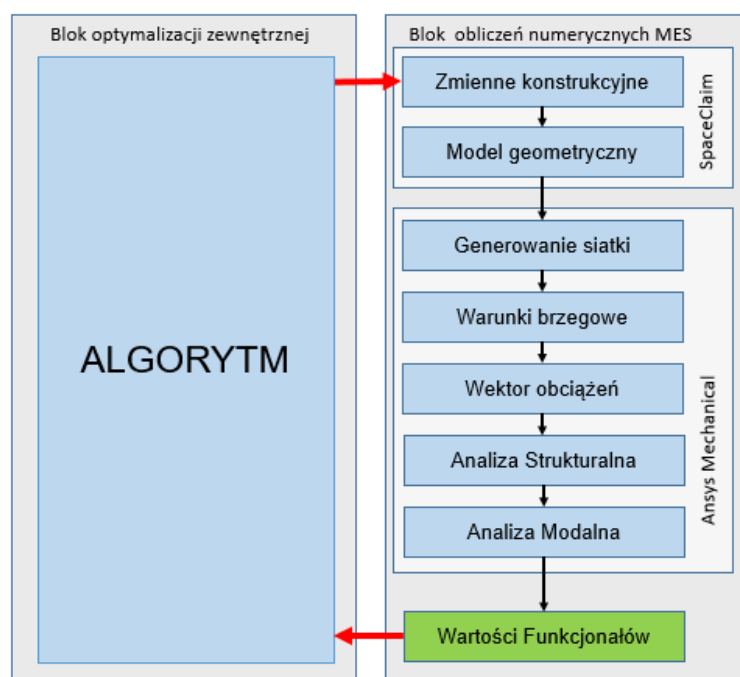 Blok optymalizacji zewnętrznej
ALGORYTM
Blok obliczeń numerycznych MES
Zmienne konstrukcyjne
Model geometryczny
SpaceClaim
Generowanie siatki
Warunki brzegowe
Wektor obciążeń
Analiza Strukturalna
Analiza Modalna
Ansys Mechanical
Wartości Funkcjonałów